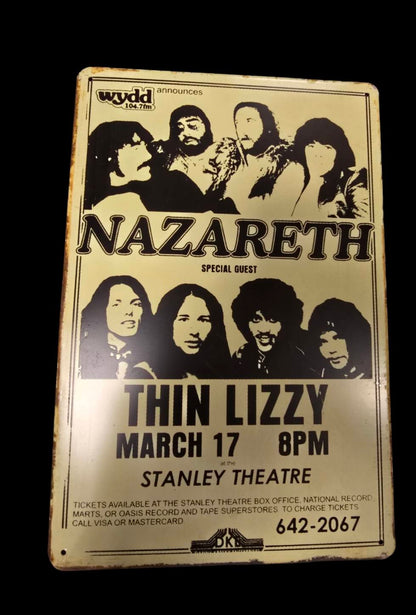 wydd announces
104.7fm
NAZARETH
SPECIAL GUEST
THIN LIZZY
MARCH 17 8PM
at the
STANLEY THEATRE
TICKETS AVAILABLE AT THE STANLEY THEATRE BOX OFFICE, NATIONAL RECORD
MARTS, OR OASIS RECORD AND TAPE SUPERSTORES. TO CHARGE TICKETS
CALL VISA OR MASTERCARD
642-2067